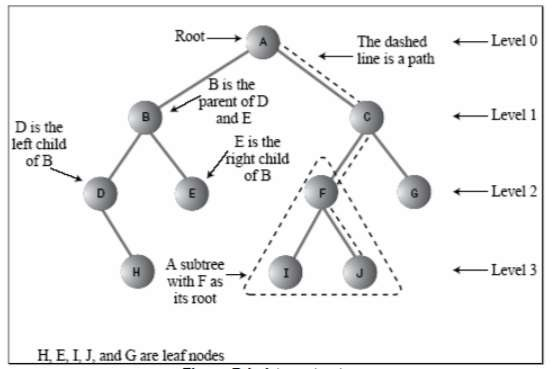 Root
A
The dashed
line is a path
Level 0
B is the
parent of D
and E
B
C
Level 1
D is the
left child
of B
E is the
right child
of B
D
E
F
G
Level 2
H
A subtree
with F as
its root
I
J
Level 3
H, E, I, J, and G are leaf nodes